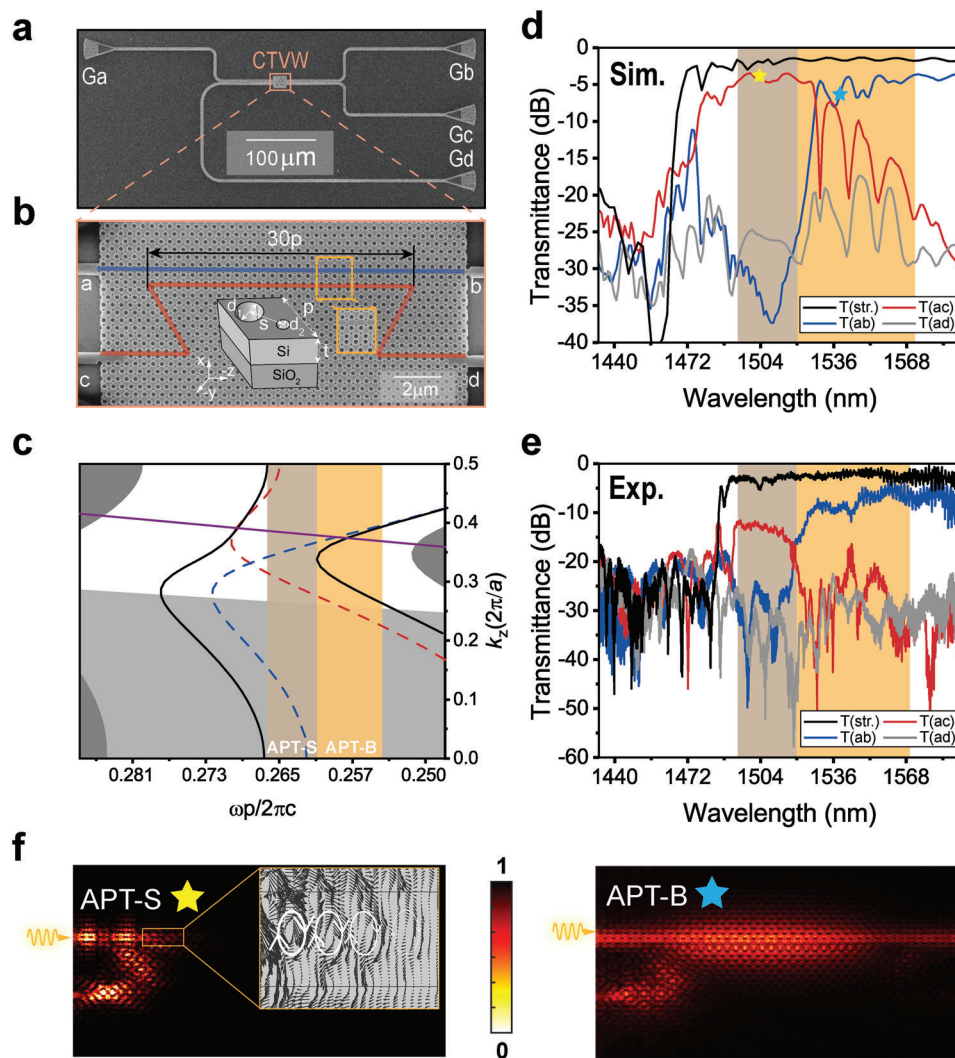 a
Ga
CTVW
Gb
Gc
Gd
100 μm
b
30p
a
b
c
d
d₁
s
d₂
p
t
Si
SiO₂
x
z
-y
2μm
c
0.5
0.4
0.3
0.2
0.1
0.0
kz(2π/a)
APT-S
APT-B
0.281
0.273
0.265
0.257
0.250
ωp/2πc
d
Sim.
Transmittance (dB)
0
-5
-10
-15
-20
-25
-30
-35
-40
T(str.)
T(ac)
T(ab)
T(ad)
1440
1472
1504
1536
1568
Wavelength (nm)
e
Exp.
Transmittance (dB)
0
-10
-20
-30
-40
-50
-60
T(str.)
T(ac)
T(ab)
T(ad)
1440
1472
1504
1536
1568
Wavelength (nm)
f
APT-S
1
0
APT-B